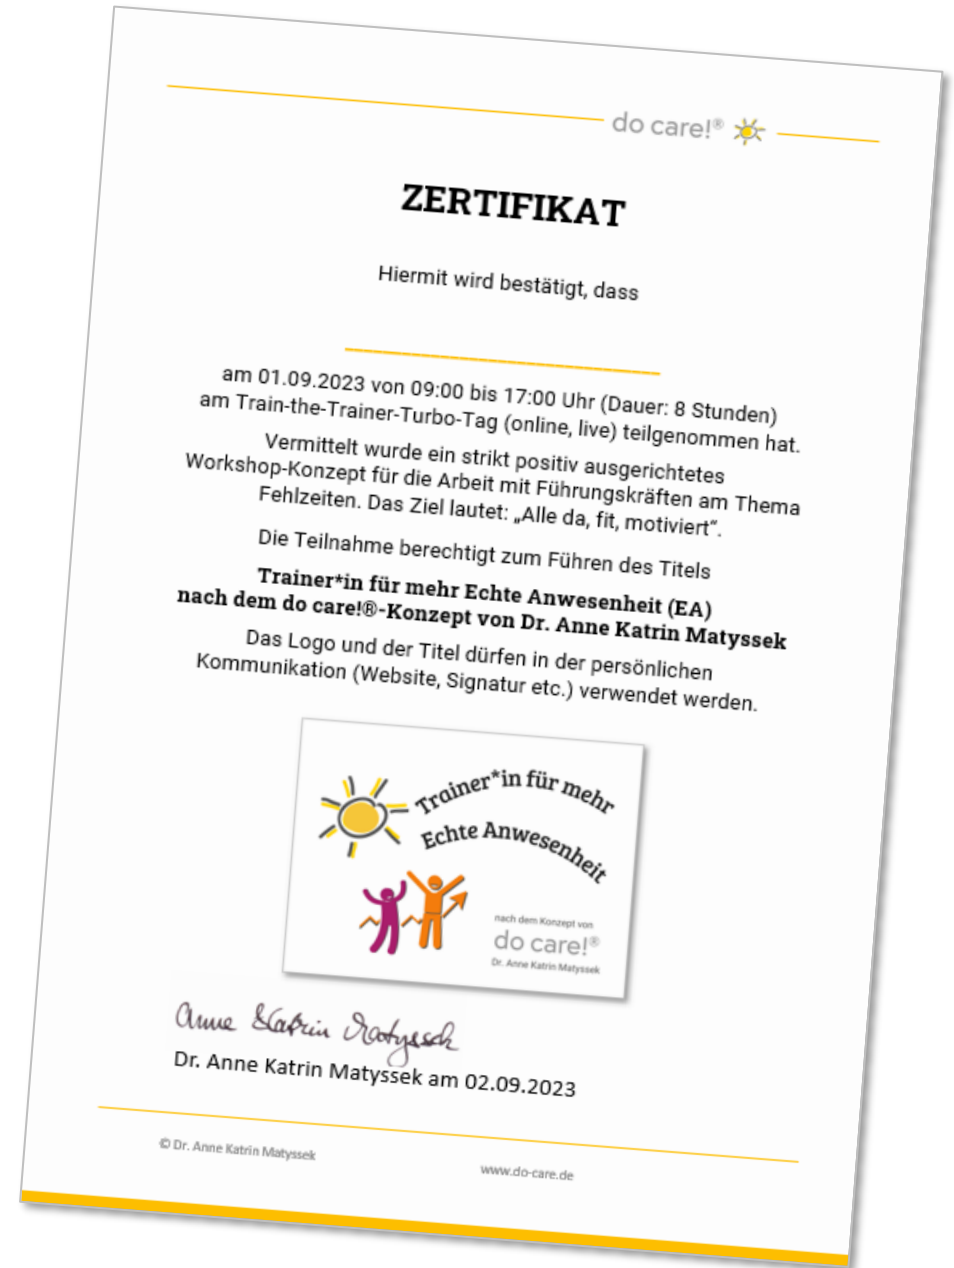 do care!®
ZERTIFIKAT
Hiermit wird bestätigt, dass
am 01.09.2023 von 09:00 bis 17:00 Uhr (Dauer: 8 Stunden)
am Train-the-Trainer-Turbo-Tag (online, live) teilgenommen hat.
Vermittelt wurde ein strikt positiv ausgerichtetes
Workshop-Konzept für die Arbeit mit Führungskräften am Thema
Fehlzeiten. Das Ziel lautet: „Alle da, fit, motiviert“.
Die Teilnahme berechtigt zum Führen des Titels
Trainer*in für mehr Echte Anwesenheit (EA)
nach dem do care!®-Konzept von Dr. Anne Katrin Matyssek
Das Logo und der Titel dürfen in der persönlichen
Kommunikation (Website, Signatur etc.) verwendet werden.
Trainer*in für mehr
Echte Anwesenheit
nach dem Konzept von
do care!®
Dr. Anne Katrin Matyssek
Anne Katrin Matyssek
Dr. Anne Katrin Matyssek am 02.09.2023
© Dr. Anne Katrin Matyssek
www.do-care.de